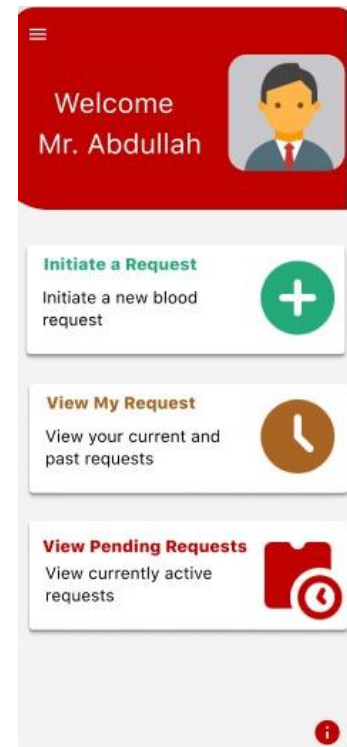 Welcome
Mr. Abdullah
Initiate a Request
Initiate a new blood
request
View My Request
View your current and
past requests
View Pending Requests
View currently active
requests